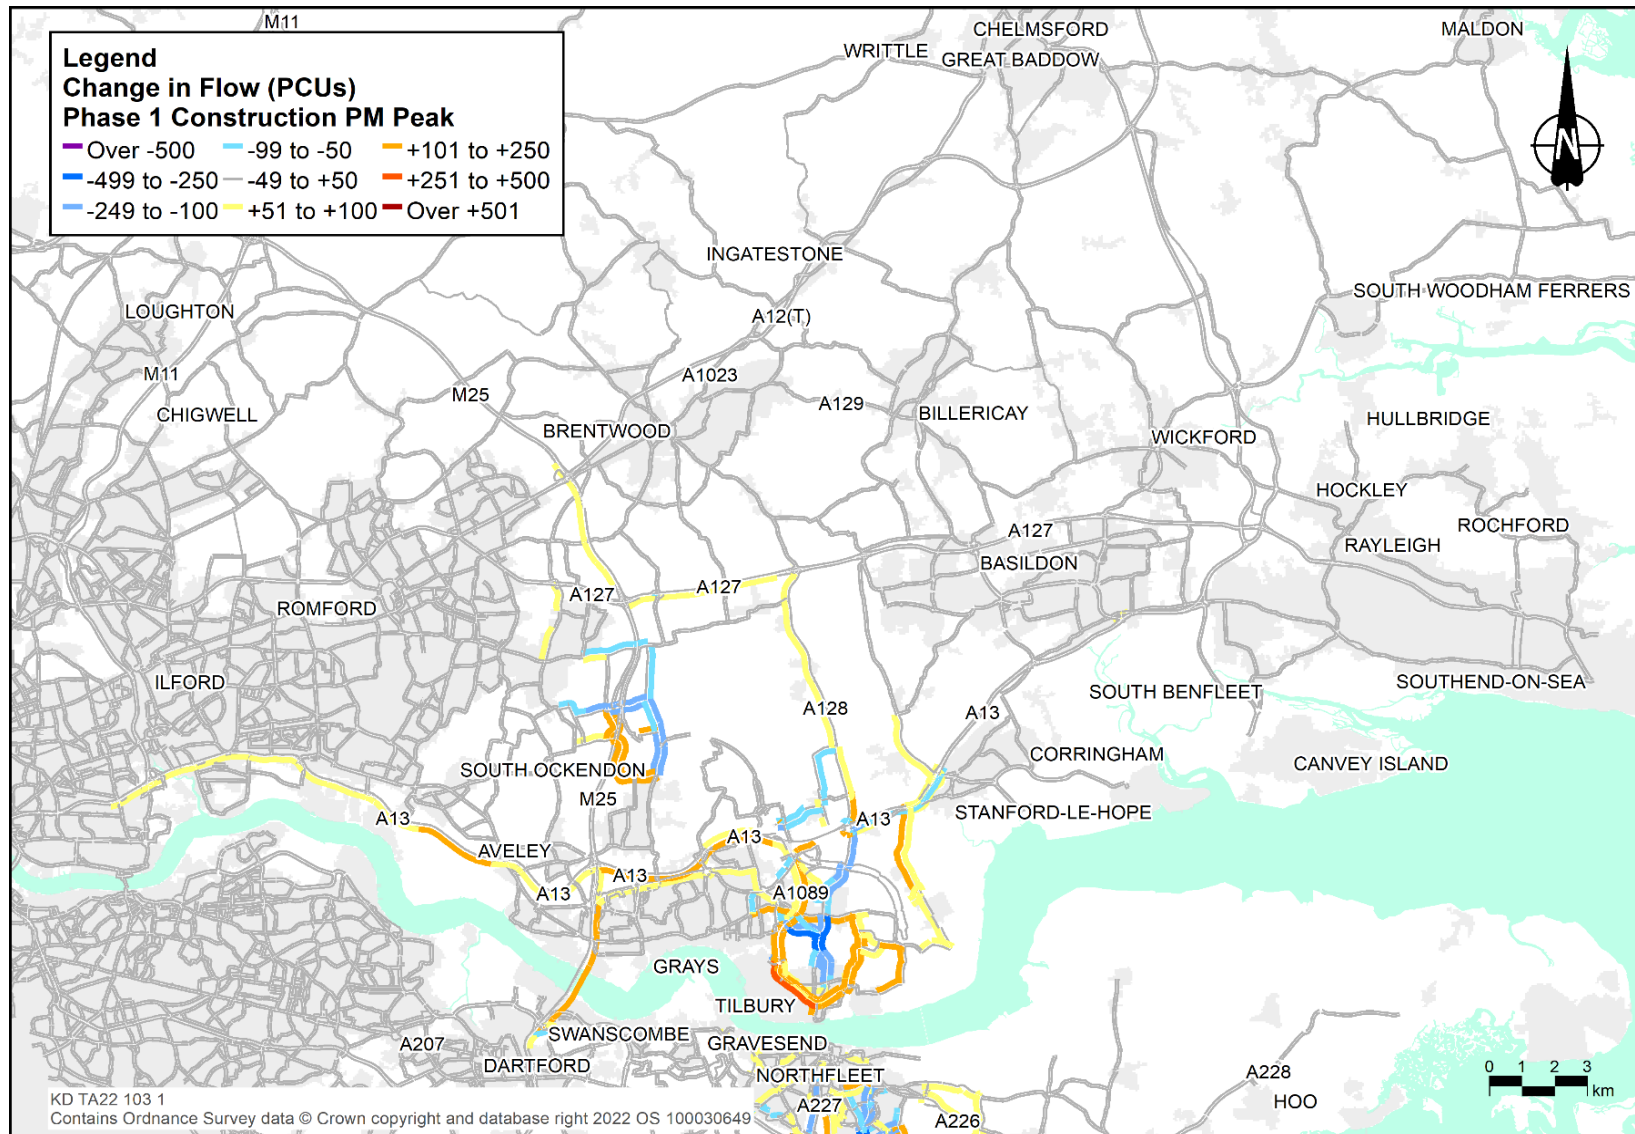 M11
CHELMSFORD
MALDON
WRITTLE
GREAT BADDOW
Legend
Change in Flow (PCUs)
Phase 1 Construction PM Peak
Over -500
-99 to -50
+101 to +250
-499 to -250
-49 to +50
+251 to +500
-249 to -100
+51 to +100
Over +501
N
INGATESTONE
SOUTH WOODHAM FERRERS
LOUGHTON
A12(T)
M11
A1023
M25
A129
CHIGWELL
BILLERICAY
HULLBRIDGE
BRENTWOOD
WICKFORD
HOCKLEY
ROCHFORD
A127
RAYLEIGH
BASILDON
A127
A127
ROMFORD
ILFORD
SOUTH BENFLEET
SOUTHEND-ON-SEA
A128
A13
CORRINGHAM
CANVEY ISLAND
SOUTH OCKENDON
M25
STANFORD-LE-HOPE
A13
A13
A13
AVELEY
A13
A13
A1089
GRAYS
TILBURY
SWANSCOMBE
A207
GRAVESEND
DARTFORD
NORTHFLEET
A228
HOO
A227
A226
0 1 2 3
km
KD TA22 103 1
Contains Ordnance Survey data © Crown copyright and database right 2022 OS 100030649